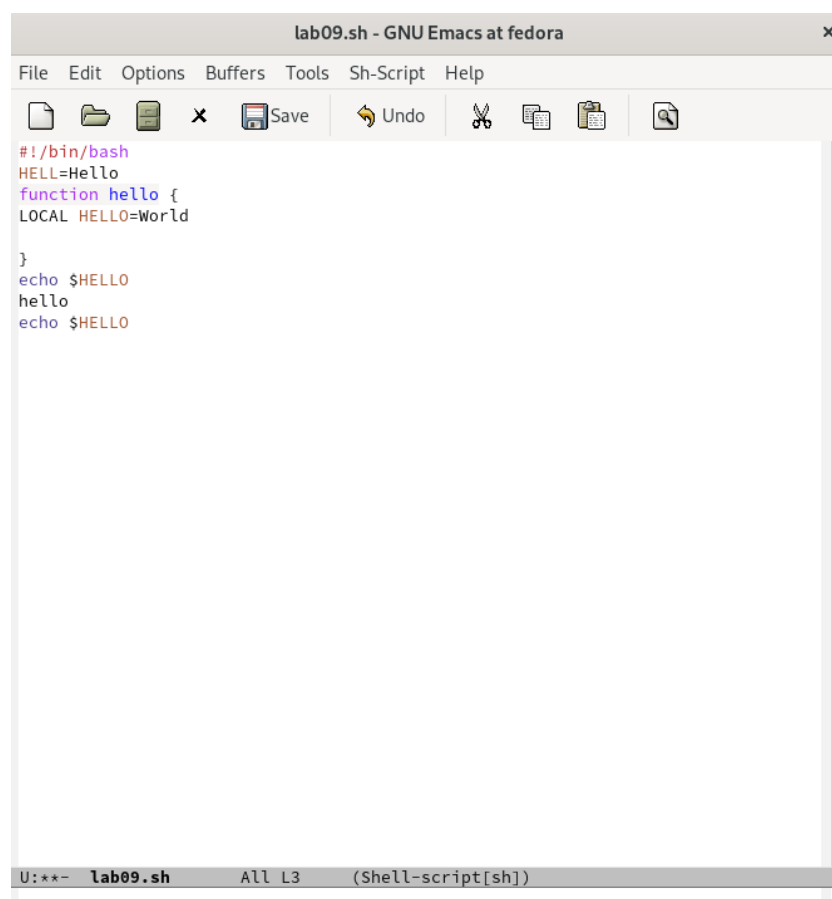 lab09.sh - GNU Emacs at fedora
File Edit Options Buffers Tools Sh-Script Help
Save Undo
#!/bin/bash
HELL=Hello
function hello {
LOCAL HELLO=World
}
echo $HELLO
hello
echo $HELLO
U:**- lab09.sh All L3 (Shell-script[sh])